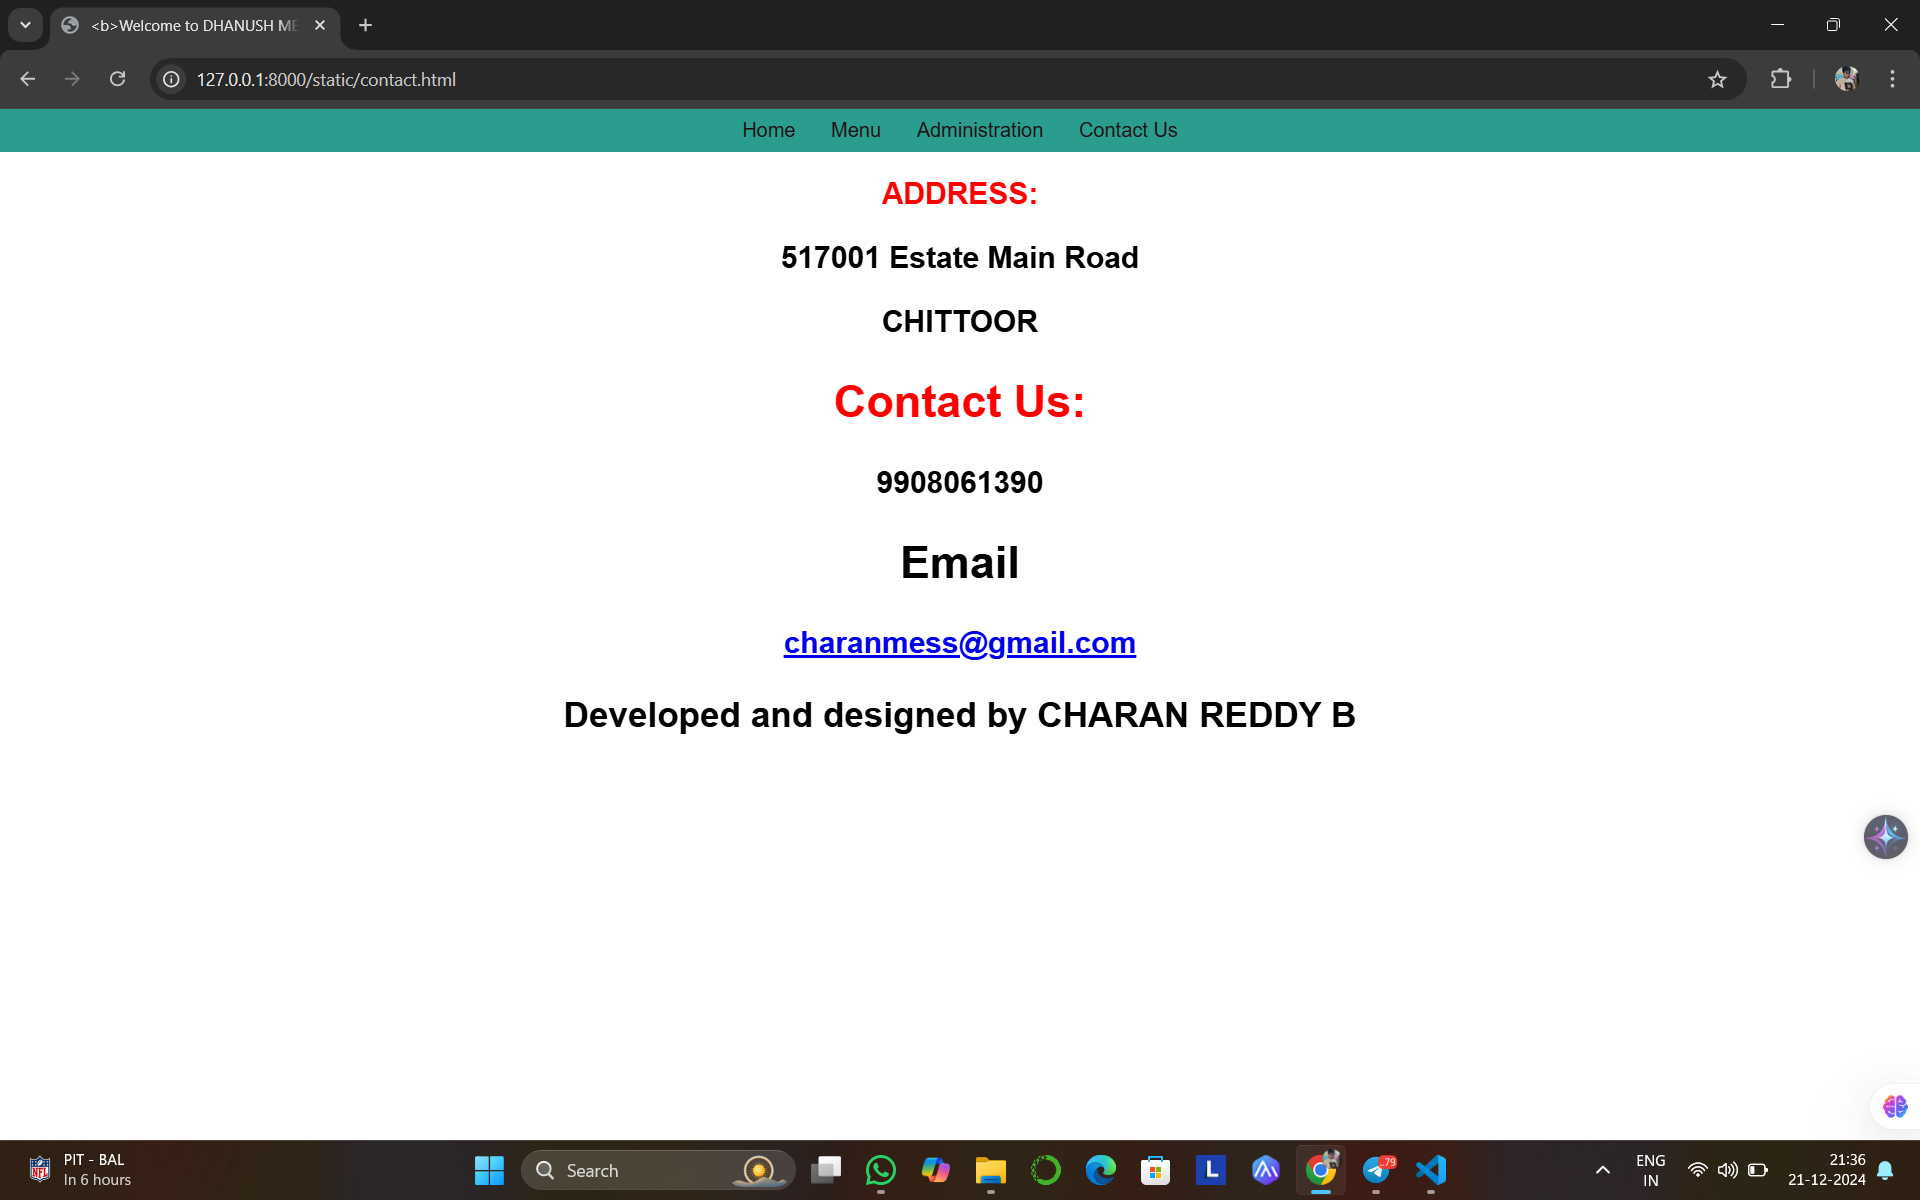 <b>Welcome to DHANUSH ME
127.0.0.1:8000/static/contact.html
Home Menu Administration Contact Us
ADDRESS:
517001 Estate Main Road
CHITTOOR
Contact Us:
9908061390
Email
charanmess@gmail.com
Developed and designed by CHARAN REDDY B
PIT - BAL
In 6 hours
NFL
Search
L
.79
ENG
IN
21:36
21-12-2024